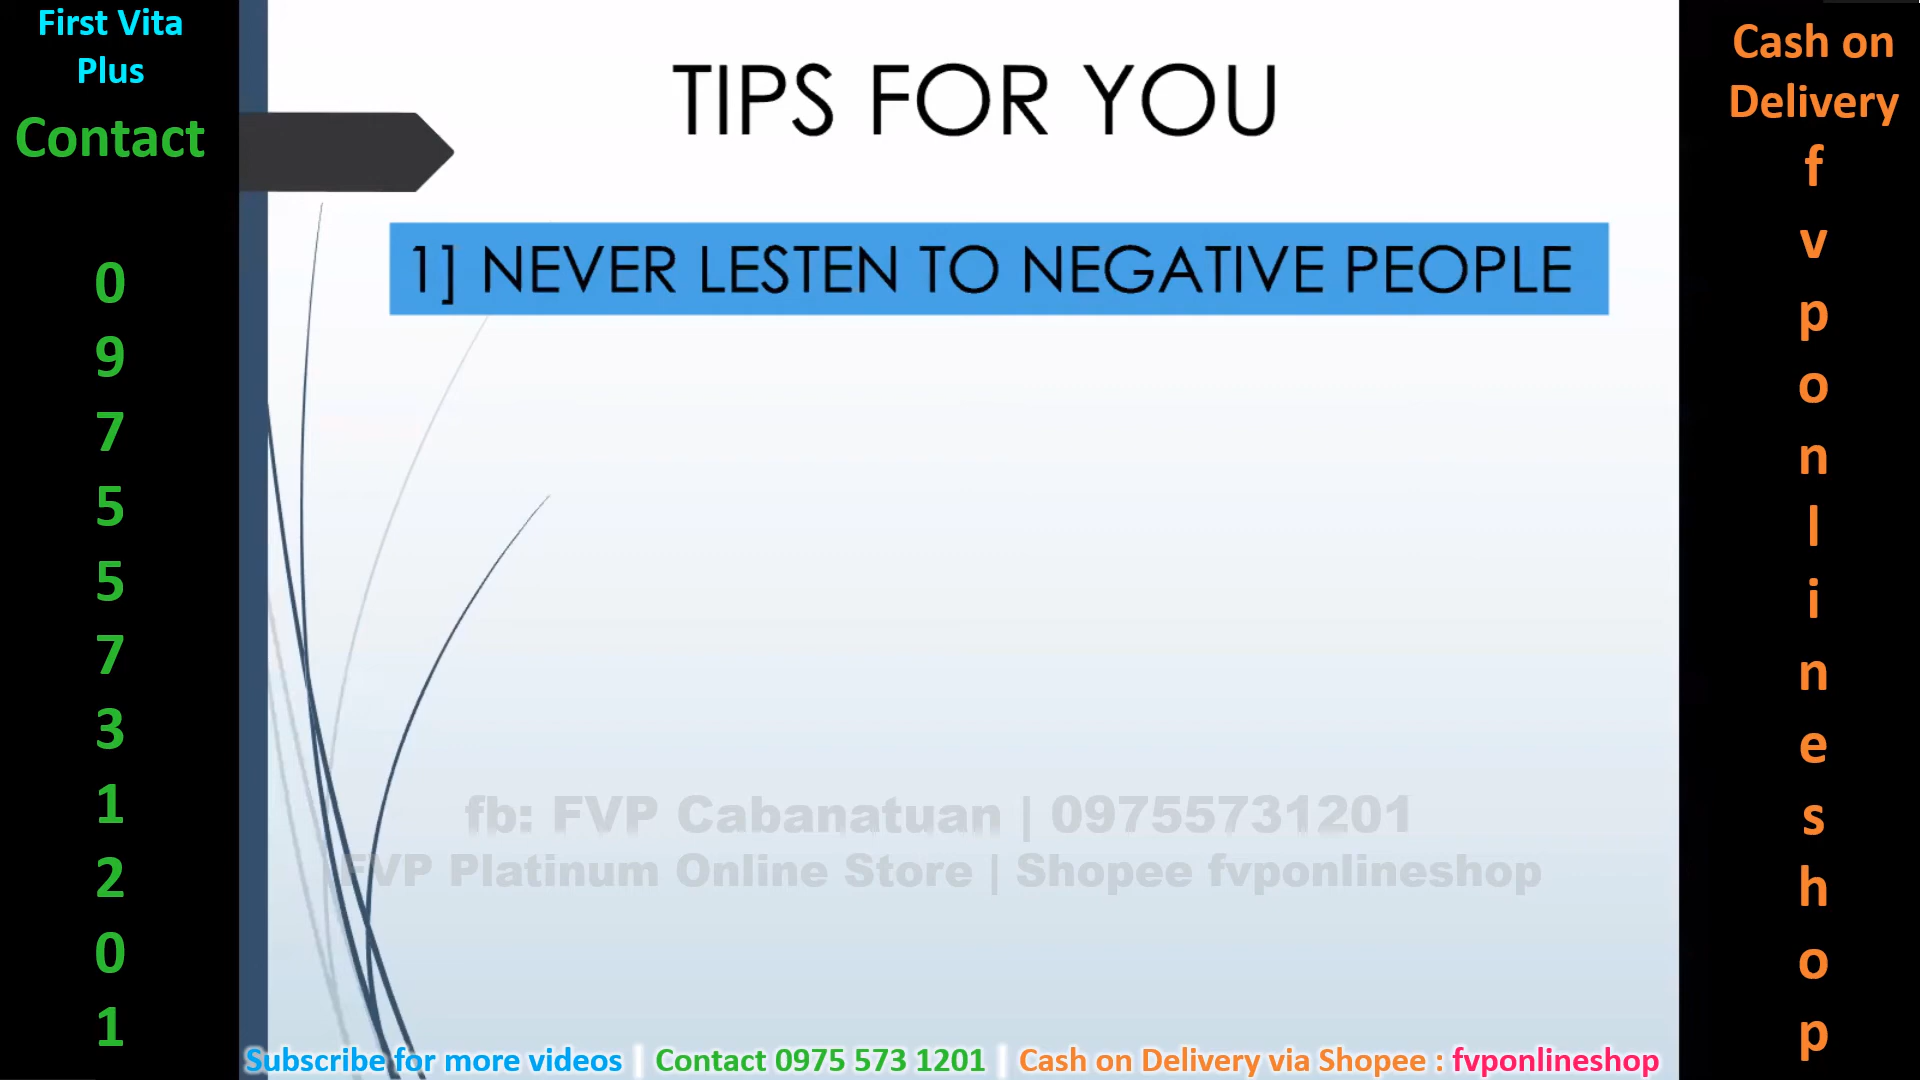 First Vita
Plus
Contact
0
9
7
5
5
7
3
1
2
0
1
TIPS FOR YOU
1] NEVER LESTEN TO NEGATIVE PEOPLE
fb: FVP Cabanatuan | 09755731201
FVP Platinum Online Store | Shopee fvponlineshop
Subscribe for more videos | Contact 0975 573 1201 | Cash on Delivery via Shopee : fvponlineshop
Cash on
Delivery
f
v
p
o
n
l
i
n
e
s
h
o
p